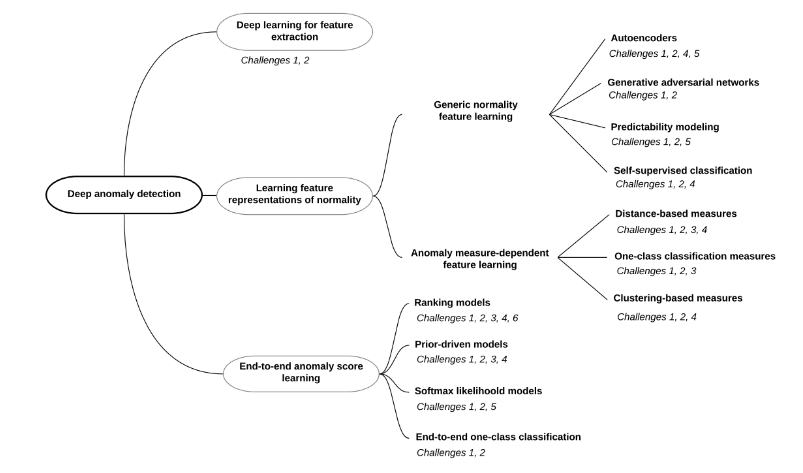 Deep learning for feature
extraction
Challenges 1, 2
Deep anomaly detection
Learning feature
representations of normality
Generic normality
feature learning
Autoencoders
Challenges 1, 2, 4, 5
Generative adversarial networks
Challenges 1, 2
Predictability modeling
Challenges 1, 2, 5
Self-supervised classification
Challenges 1, 2, 4
Anomaly measure-dependent
feature learning
Distance-based measures
Challenges 1, 2, 3, 4
One-class classification measures
Challenges 1, 2, 3
Clustering-based measures
Challenges 1, 2, 4
End-to-end anomaly score
learning
Ranking models
Challenges 1, 2, 3, 4, 6
Prior-driven models
Challenges 1, 2, 3, 4
Softmax likelihoold models
Challenges 1, 2, 5
End-to-end one-class classification
Challenges 1, 2